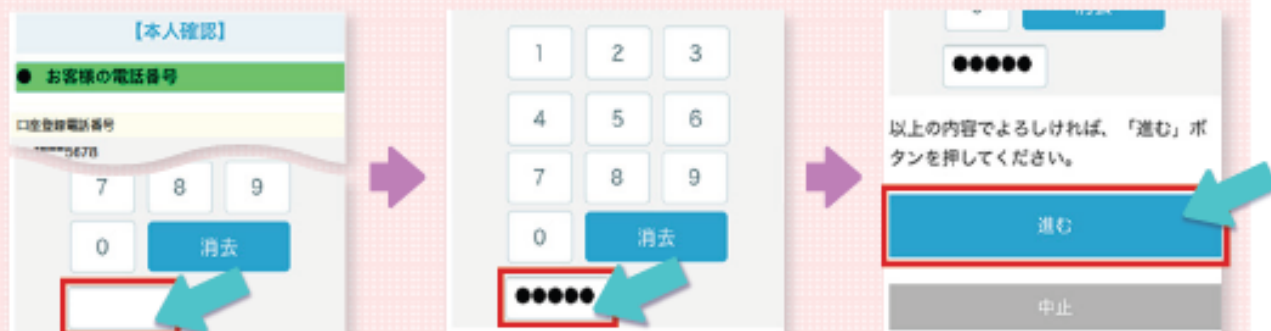 【本人確認】
● お客様の電話番号
口座登録電話番号
5678
7 8 9
0 消去
1 2 3
4 5 6
7 8 9
0 消去
●●●●●
●●●●●
以上の内容でよろしければ、「進む」ボ
タンを押してください。
進む
中止